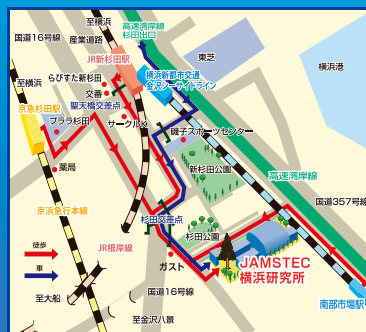 至横浜
高速湾岸線
杉田出口
国道16号線
産業道路
東芝
JR新杉田駅
至横浜
らびすた新杉田
横浜新都市交通
金沢シーサイドライン
横浜港
交番
京急杉田駅
聖天橋交差点
プララ杉田
サークルK
磯子スポーツセンター
薬局
新杉田公園
高速湾岸線
国道357号線
京浜急行本線
杉田交差点
杉田公園
徒歩
JR根岸線
車
ガスト
JAMSTEC
横浜研究所
至大船
国道16号線
南部市場駅
至金沢八景